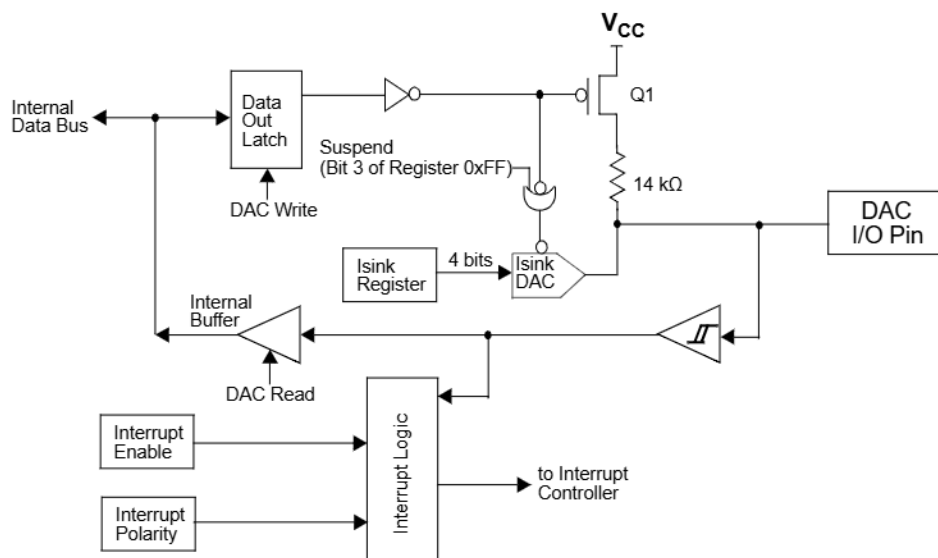 VCC
Q1
Internal
Data Bus
Data
Out
Latch
Suspend
(Bit 3 of Register 0xFF)
14 kΩ
DAC Write
DAC
I/O Pin
Isink
Register
4 bits
Isink
DAC
Internal
Buffer
DAC Read
Interrupt
Enable
Interrupt Logic
to Interrupt
Controller
Interrupt
Polarity